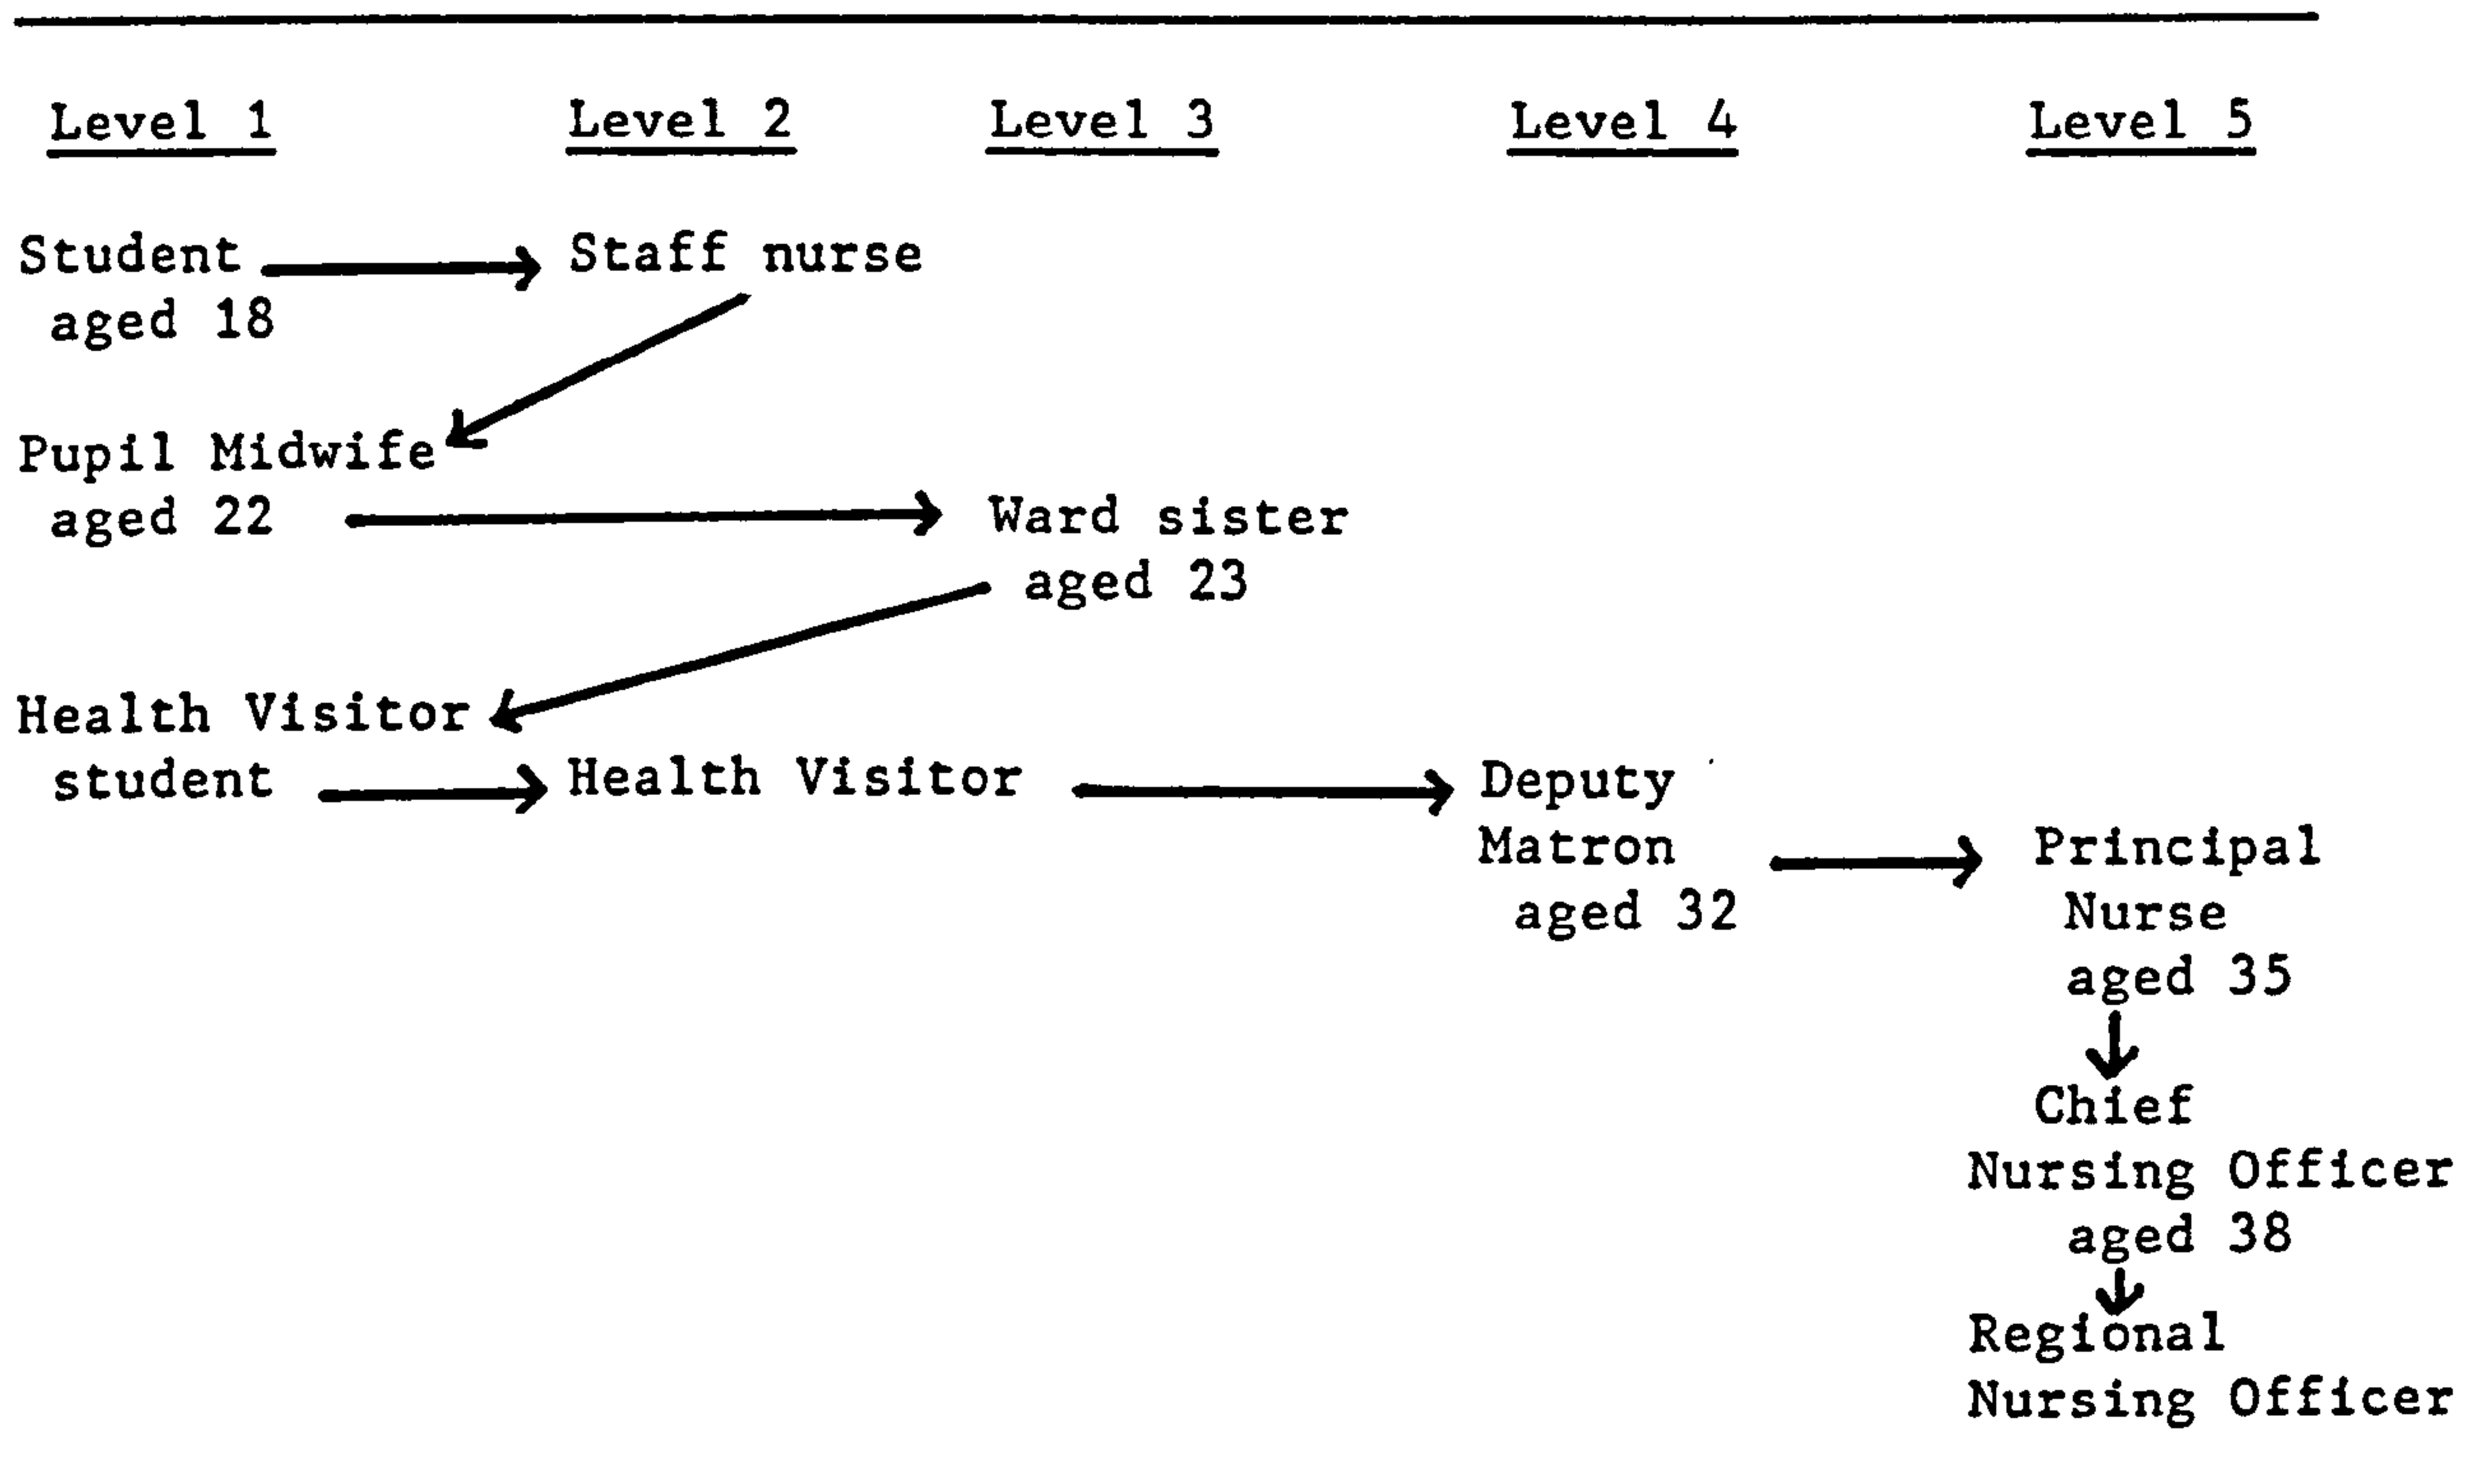 Level 1 Level 2 Level 3 Level 4 Level 5
Student Staff nurse
aged 18
Pupil Midwife
aged 22 Ward sister
aged 23
Health Visitor
student Health Visitor Deputy
Matron Principal
aged 32 Nurse
aged 35
Chief
Nursing Officer
aged 38
Regional
Nursing Officer